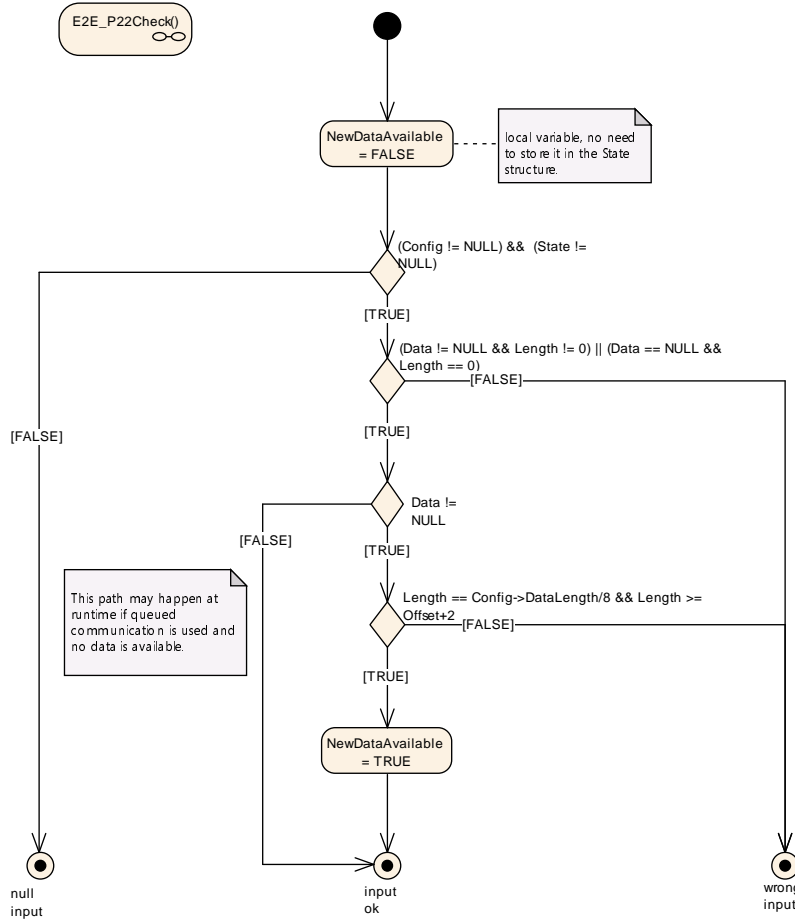 E2E_P22Check()
NewDataAvailable
= FALSE
local variable, no need
to store it in the State
structure.
(Config != NULL) && (State !=
NULL)
[TRUE]
(Data != NULL && Length != 0) || (Data == NULL &&
Length == 0)
[FALSE]
[FALSE]
[TRUE]
Data !=
NULL
[FALSE]
[TRUE]
This path may happen at
runtime if queued
communication is used and
no data is available.
Length == Config->DataLength/8 && Length >=
Offset+2
[FALSE]
[TRUE]
NewDataAvailable
= TRUE
null
input
input
ok
wrong
input